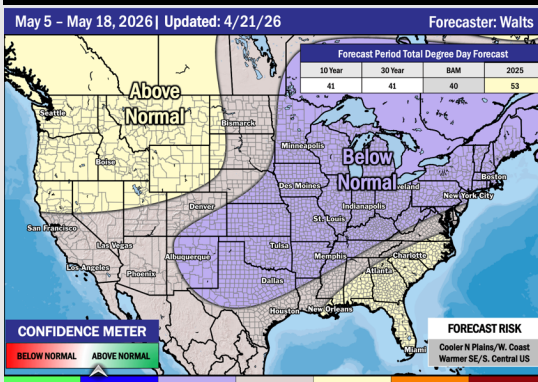 May 5 – May 18, 2026| Updated: 4/21/26
Forecaster: Walts
Forecast Period Total Degree Day Forecast
10 Year 30 Year BAM 2025
41 41 40 53
Above
Normal
Seattle
Bismarck
Minneapolis
Boise
Below
Normal
veland
Boston
New York City
Des Moines
Indianapolis
Denver
St. Louis
San Francisco
Las Vegas
Albuquerque
Tulsa
Memphis
Charlotte
Los Angeles
Phoenix
Atlanta
Dallas
Houston
New Orleans
Miami
CONFIDENCE METER
BELOW NORMAL ABOVE NORMAL
FORECAST RISK
Cooler N Plains/W. Coast
Warmer SE/S. Central US